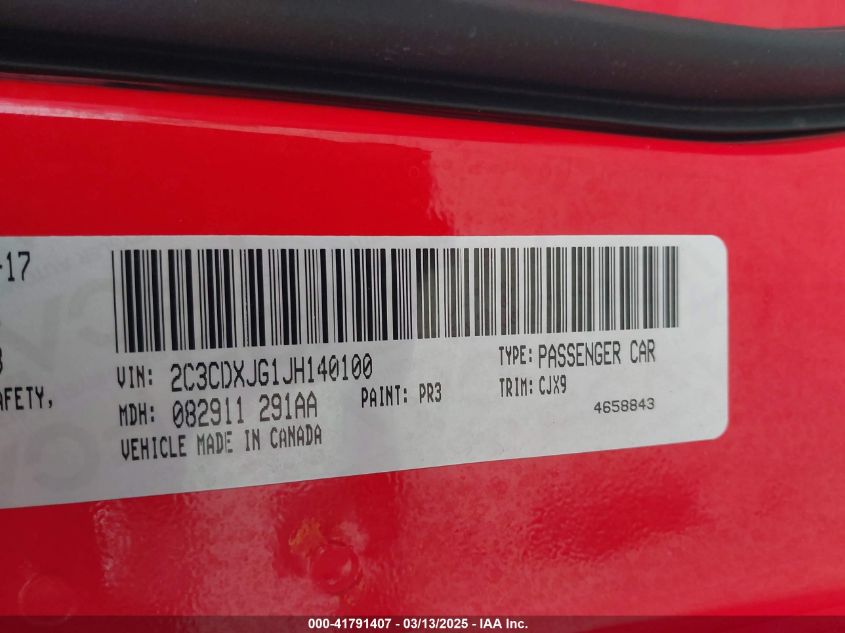 -17
VIN: 2C3CDXJG1JH140100
TYPE: PASSENGER CAR
AFETY,
MDH: 082911 291AA
PAINT: PR3
TRIM: CJX9
4658843
VEHICLE MADE IN CANADA
000-41791407 - 03/13/2025 - IAA Inc.